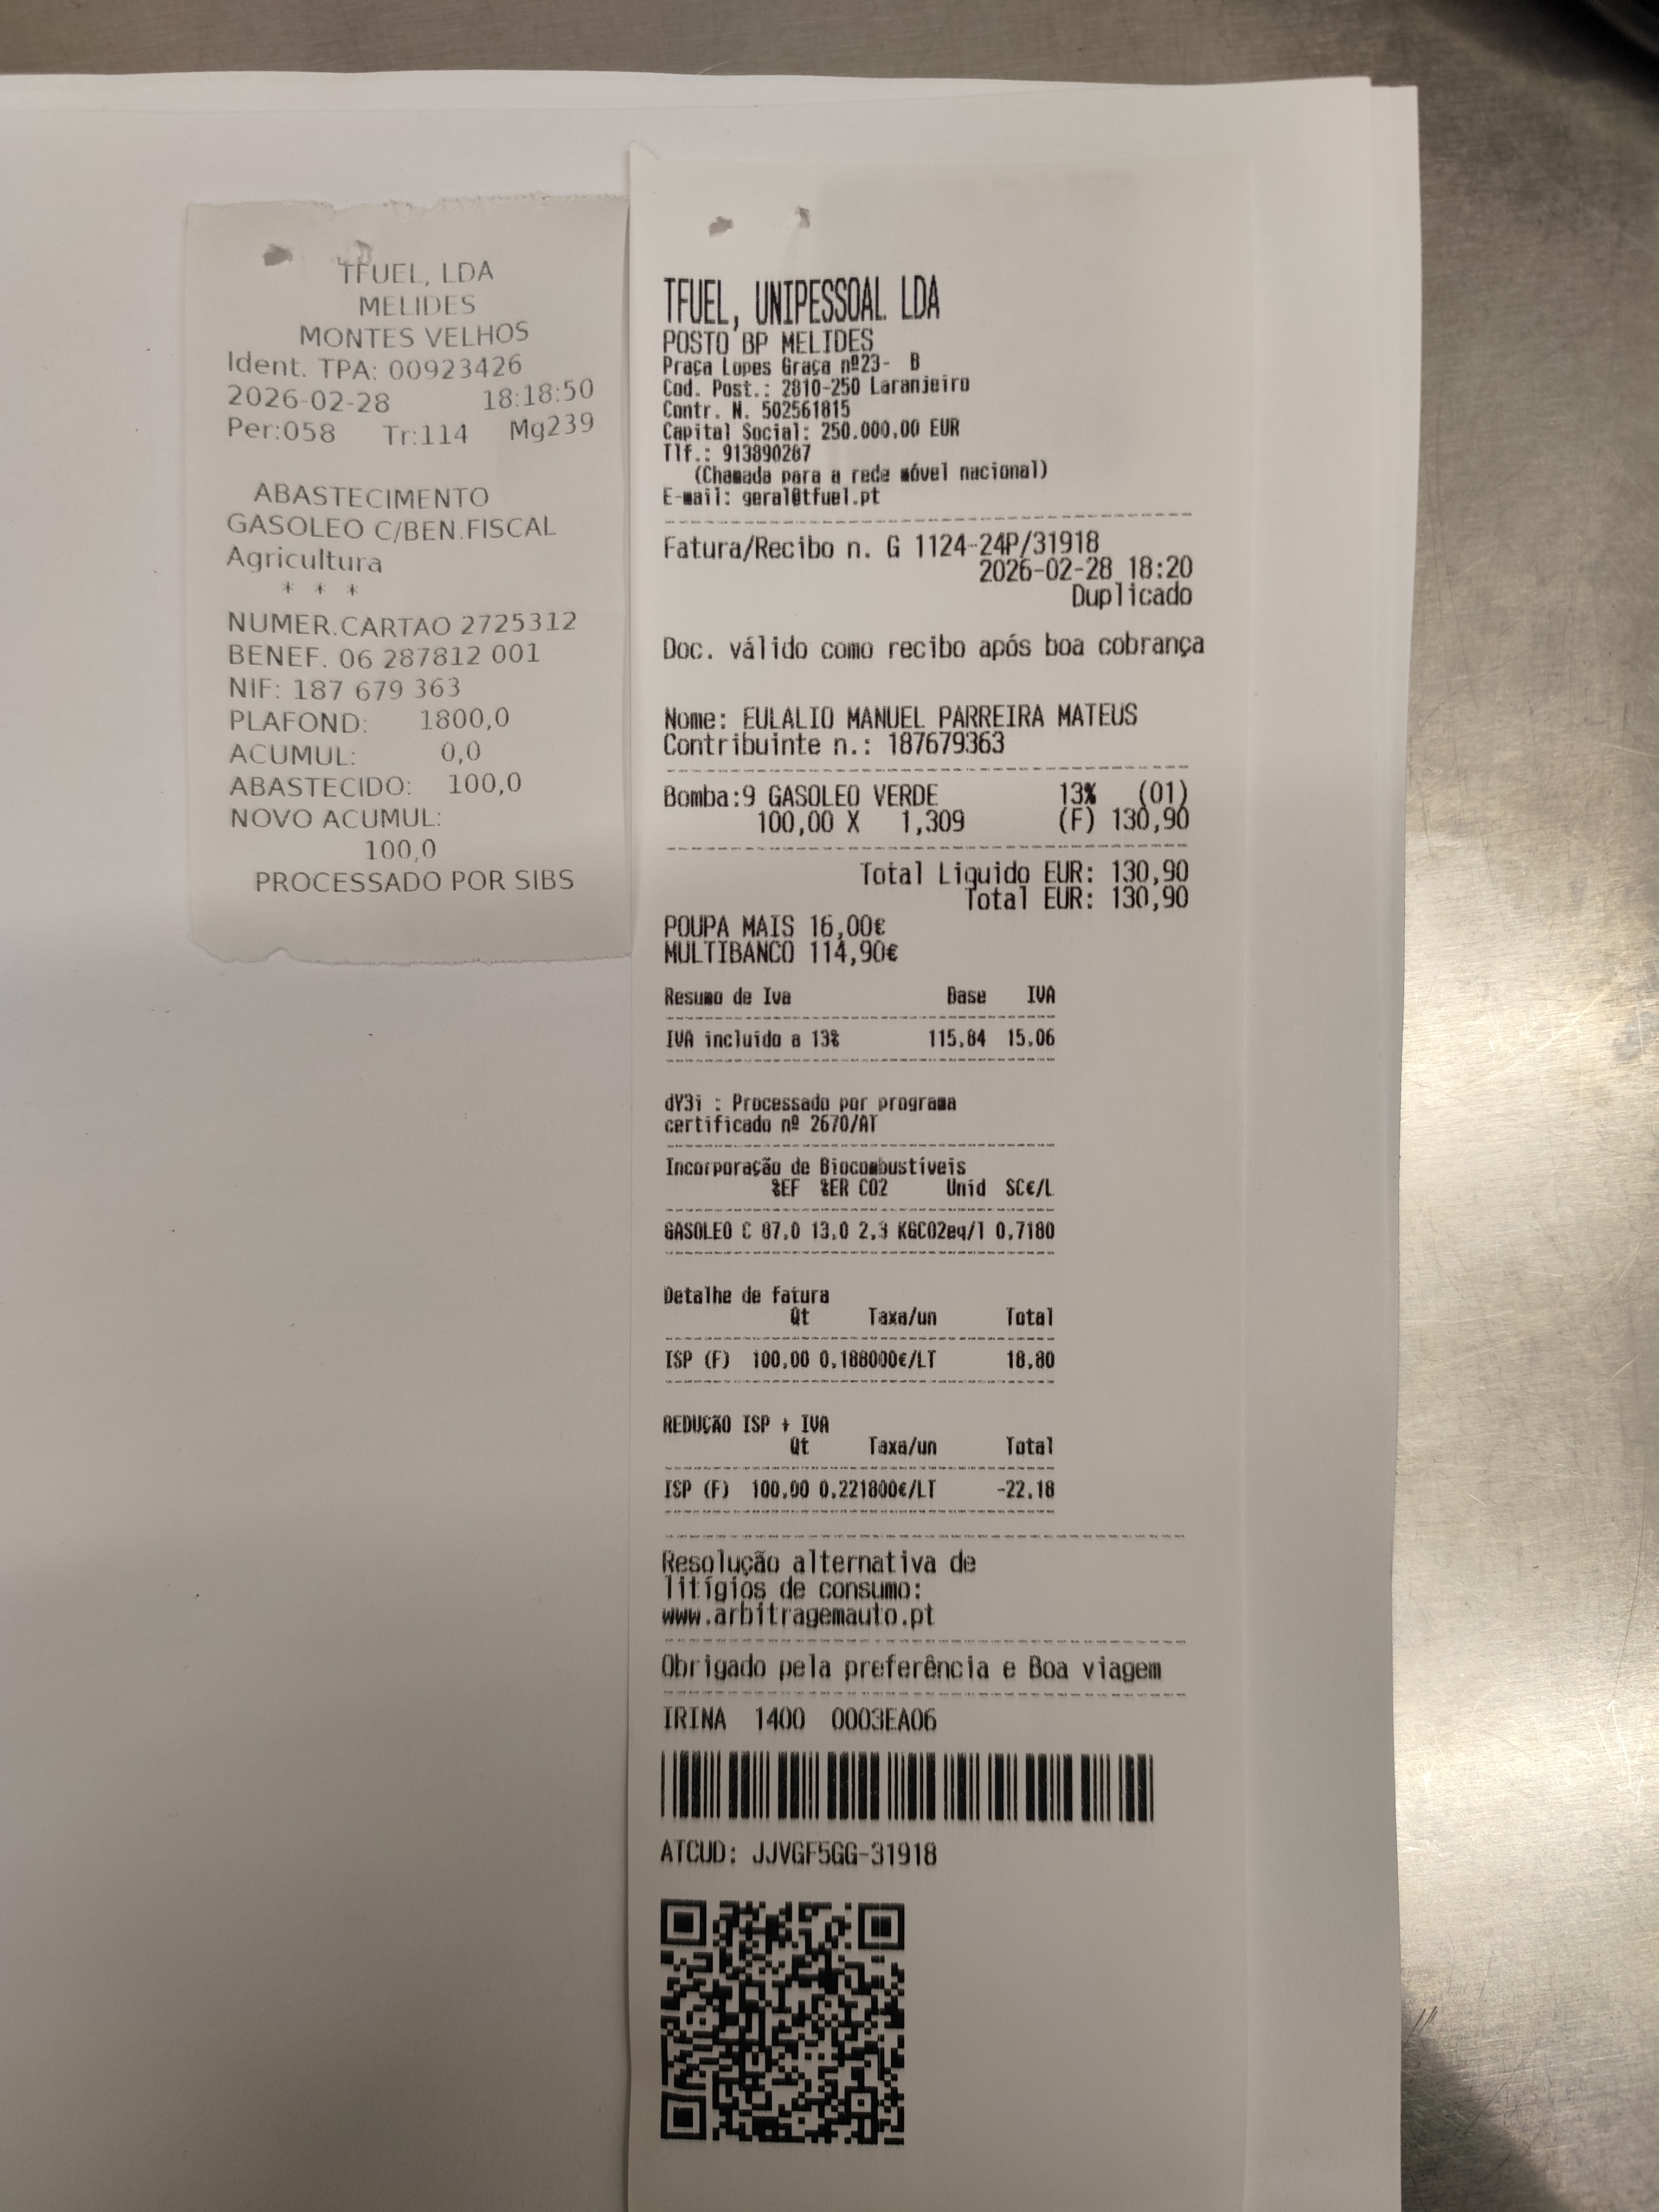 TFUEL, LDA
MELIDES
MONTES VELHOS
Ident. TPA: 00923426
2026-02-28 18:18:50
Per:058 Tr:114 Mg239
ABASTECIMENTO
GASOLEO C/BEN.FISCAL
Agricultura
* * *
NUMER.CARTAO 2725312
BENEF. 06 287812 001
NIF: 187 679 363
PLAFOND: 1800,0
ACUMUL: 0,0
ABASTECIDO: 100,0
NOVO ACUMUL:
100,0
PROCESSADO POR SIBS
TFUEL, UNIPESSOAL LDA
POSTO BP MELIDES
Praça Lopes Graça nº23- B
Cod. Post.: 2810-250 Laranjeiro
Contr. N. 502561815
Capital Social: 250.000,00 EUR
Tlf.: 913890287
(Chamada para a rede móvel nacional)
E-mail: geral@tfuel.pt
Fatura/Recibo n. G 1124-24P/31918
2026-02-28 18:20
Duplicado
Doc. válido como recibo após boa cobrança
Nome: EULALIO MANUEL PARREIRA MATEUS
Contribuinte n.: 187679363
Bomba:9 GASOLEO VERDE 13% (01)
100,00 X 1,309 (F) 130,90
Total Liquido EUR: 130,90
Total EUR: 130,90
POUPA MAIS 16,00€
MULTIBANCO 114,90€
Resumo de Iva Base IVA
IVA incluido a 13% 115,84 15,06
dY3i : Processado por programa
certificado nº 2670/AT
Incorporação de Biocombustíveis
%EF %ER CO2 Unid SC€/L
GASOLEO C 87,0 13,0 2,3 KGCO2eq/l 0,7180
Detalhe de fatura
Qt Taxa/un Total
ISP (F) 100,00 0,188000€/LT 18,80
REDUÇÃO ISP + IVA
Qt Taxa/un Total
ISP (F) 100,00 0,221800€/LT -22,18
Resolução alternativa de
litígios de consumo:
www.arbitragemauto.pt
Obrigado pela preferência e Boa viagem
IRINA 1400 0003EA06
ATCUD: JJVGF5GG-31918